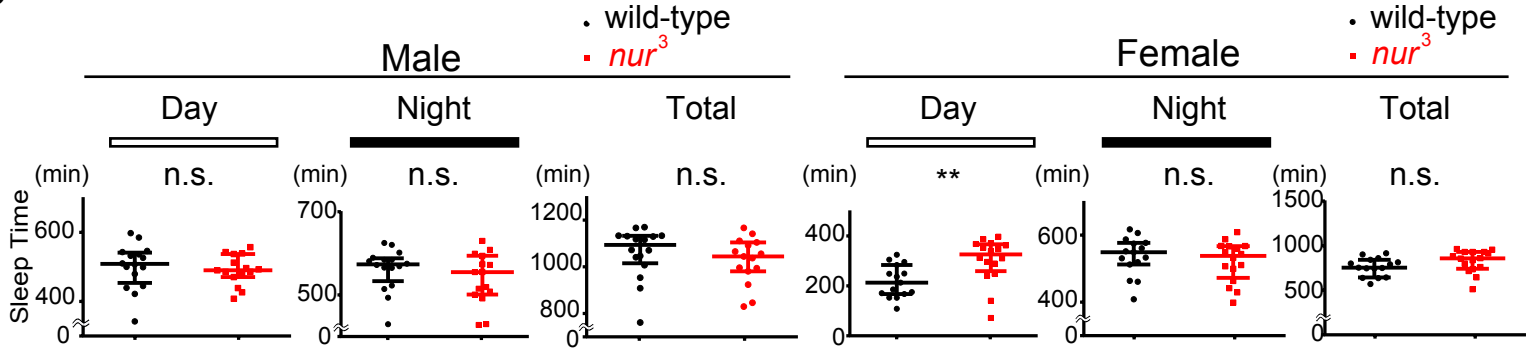 wild-type
nur3
wild-type
nur3
Male
Female
Day
Night
Total
Day
Night
Total
(min)
n.s.
(min)
n.s.
(min)
n.s.
(min)
**
(min)
n.s.
(min)
n.s.
Sleep Time
600
400
0
700
500
0
1200
1000
800
0
400
200
0
600
400
0
1500
1000
500
0